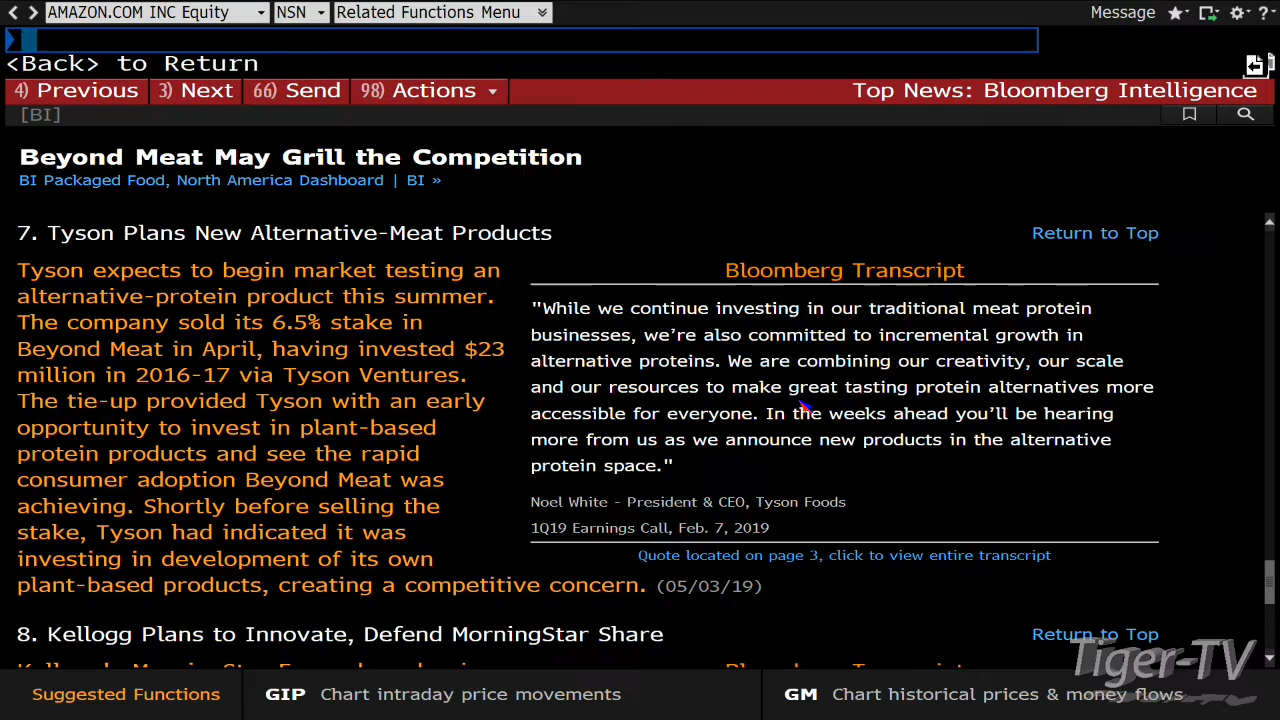 AMAZON.COM INC Equity NSN Related Functions Menu Message ?
<Back> to Return
4) Previous 3) Next 66) Send 98) Actions Top News: Bloomberg Intelligence
[BI]
Beyond Meat May Grill the Competition
BI Packaged Food, North America Dashboard | BI »
7. Tyson Plans New Alternative-Meat Products Return to Top
Tyson expects to begin market testing an
alternative-protein product this summer.
The company sold its 6.5% stake in
Beyond Meat in April, having invested $23
million in 2016-17 via Tyson Ventures.
The tie-up provided Tyson with an early
opportunity to invest in plant-based
protein products and see the rapid
consumer adoption Beyond Meat was
achieving. Shortly before selling the
stake, Tyson had indicated it was
investing in development of its own
plant-based products, creating a competitive concern. (05/03/19)
Bloomberg Transcript
"While we continue investing in our traditional meat protein
businesses, we're also committed to incremental growth in
alternative proteins. We are combining our creativity, our scale
and our resources to make great tasting protein alternatives more
accessible for everyone. In the weeks ahead you'll be hearing
more from us as we announce new products in the alternative
protein space."
Noel White - President & CEO, Tyson Foods
1Q19 Earnings Call, Feb. 7, 2019
Quote located on page 3, click to view entire transcript
8. Kellogg Plans to Innovate, Defend MorningStar Share Return to Top
Tiger-TV
Suggested Functions GIP Chart intraday price movements GM Chart historical prices & money flows